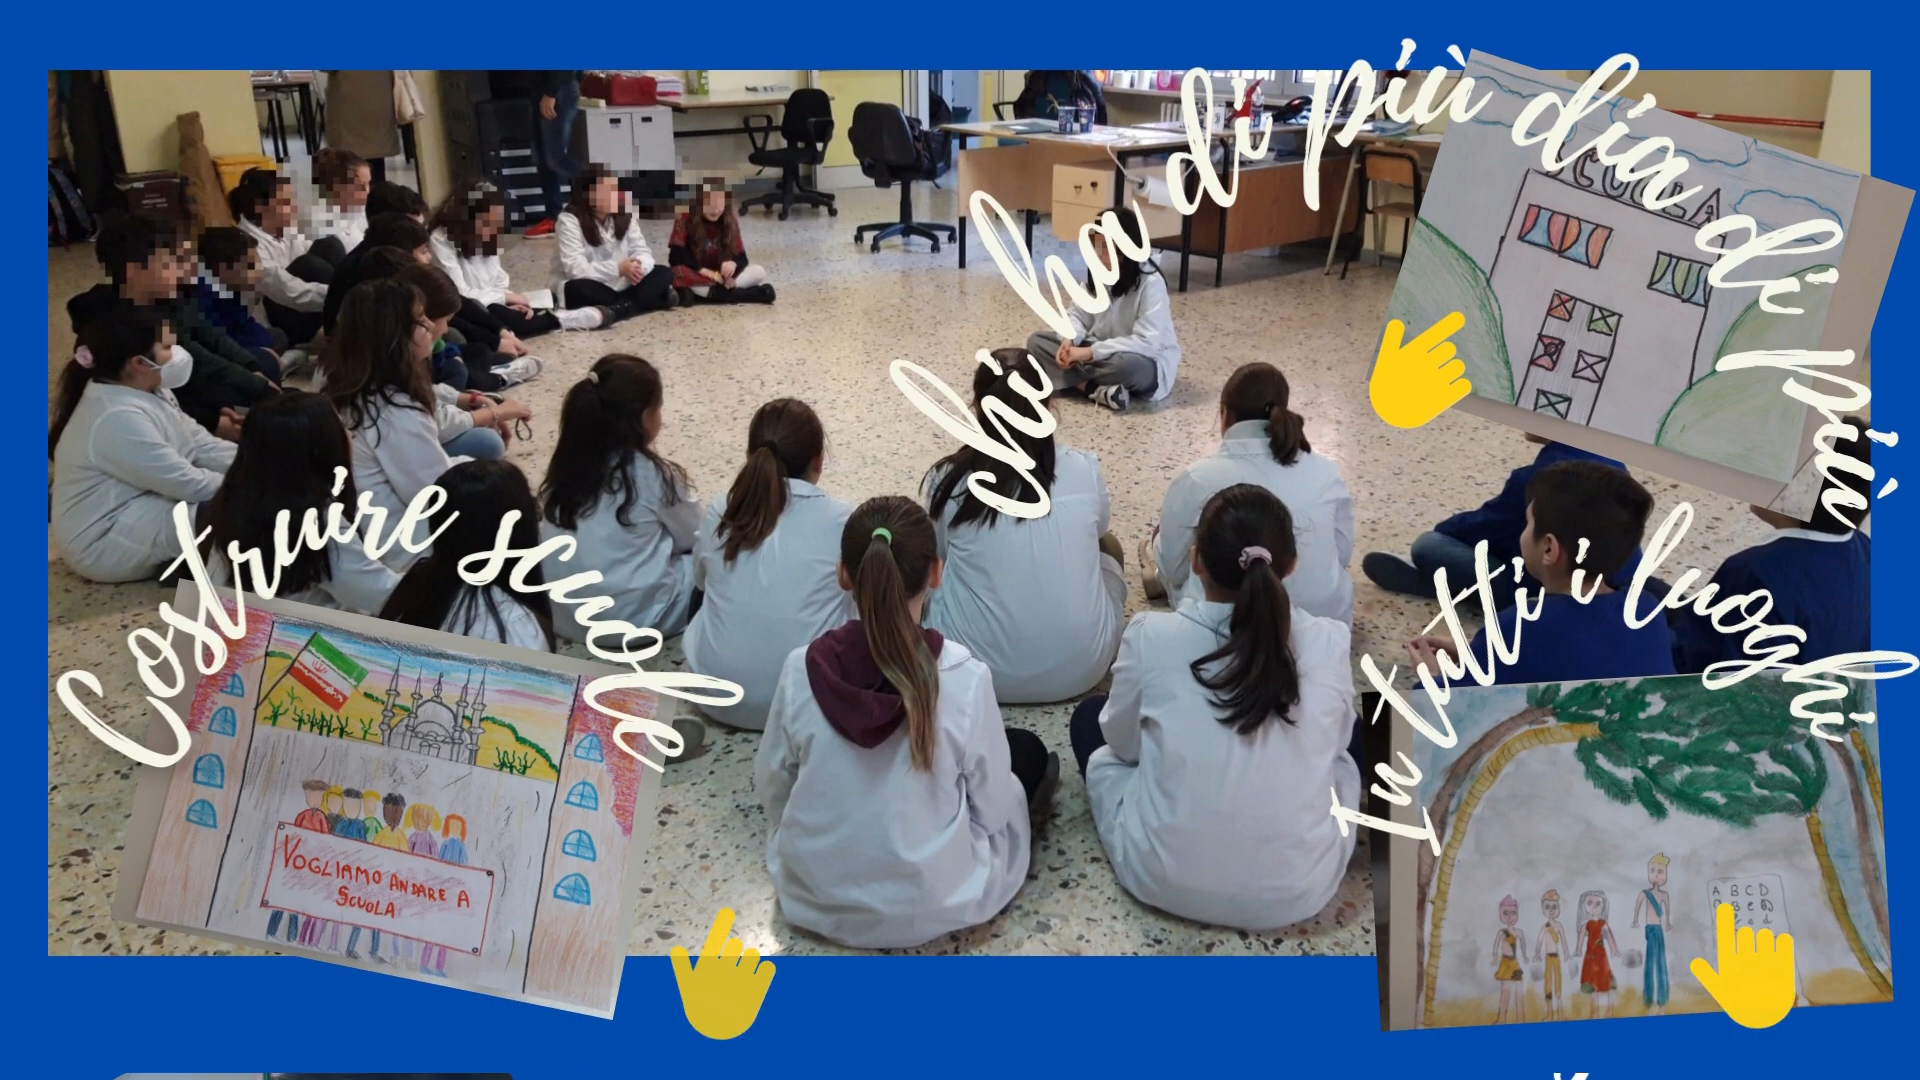 chi ha di più dia di più
SCUOLA
Costruire scuole
VOGLIAMO ANDARE A
SCUOLA
In tutti i luoghi
A B C D